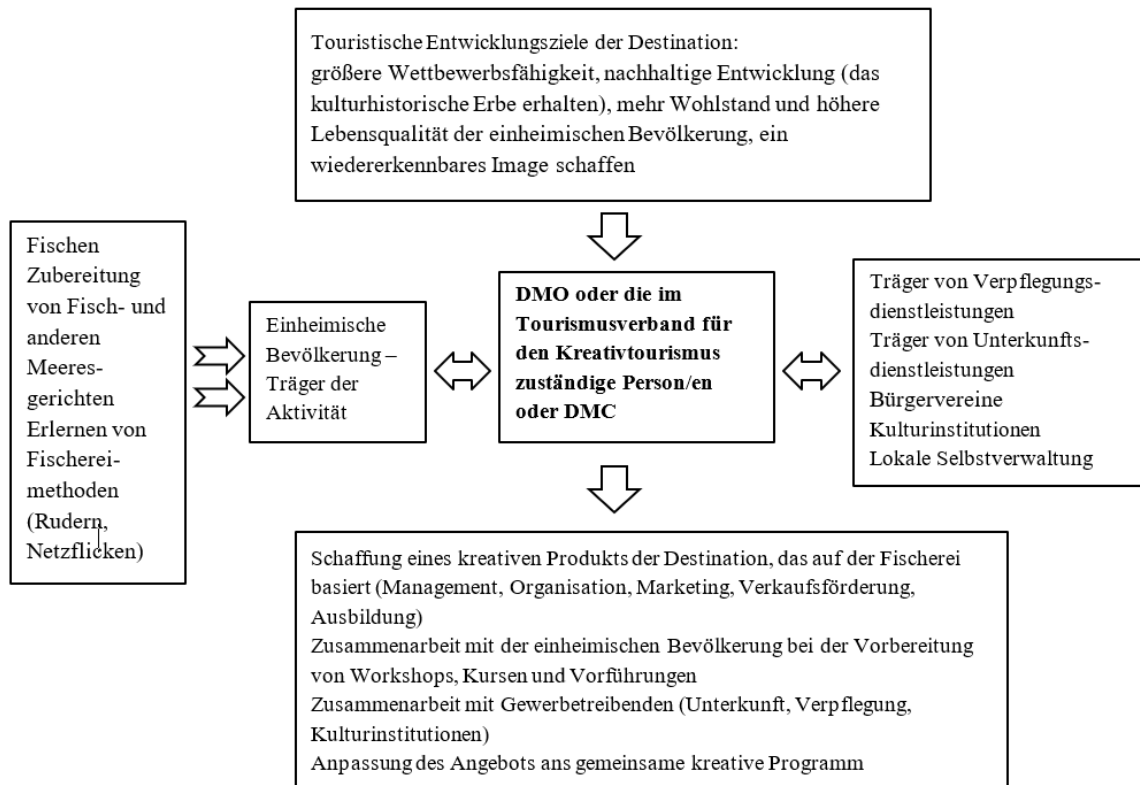 Touristische Entwicklungsziele der Destination:
größere Wettbewerbsfähigkeit, nachhaltige Entwicklung (das
kulturhistorische Erbe erhalten), mehr Wohlstand und höhere
Lebensqualität der einheimischen Bevölkerung, ein
wiedererkennbares Image schaffen
Fischen
Zubereitung
von Fisch- und
anderen
Meeres-
gerichten
Erlernen von
Fischerei-
methoden
(Rudern,
Netzflicken)
Einheimische
Bevölkerung –
Träger der
Aktivität
DMO oder die im
Tourismusverband für
den Kreativtourismus
zuständige Person/en
oder DMC
Träger von Verpflegungs-
dienstleistungen
Träger von Unterkunfts-
dienstleistungen
Bürgervereine
Kulturinstitutionen
Lokale Selbstverwaltung
Schaffung eines kreativen Produkts der Destination, das auf der Fischerei
basiert (Management, Organisation, Marketing, Verkaufsförderung,
Ausbildung)
Zusammenarbeit mit der einheimischen Bevölkerung bei der Vorbereitung
von Workshops, Kursen und Vorführungen
Zusammenarbeit mit Gewerbetreibenden (Unterkunft, Verpflegung,
Kulturinstitutionen)
Anpassung des Angebots ans gemeinsame kreative Programm